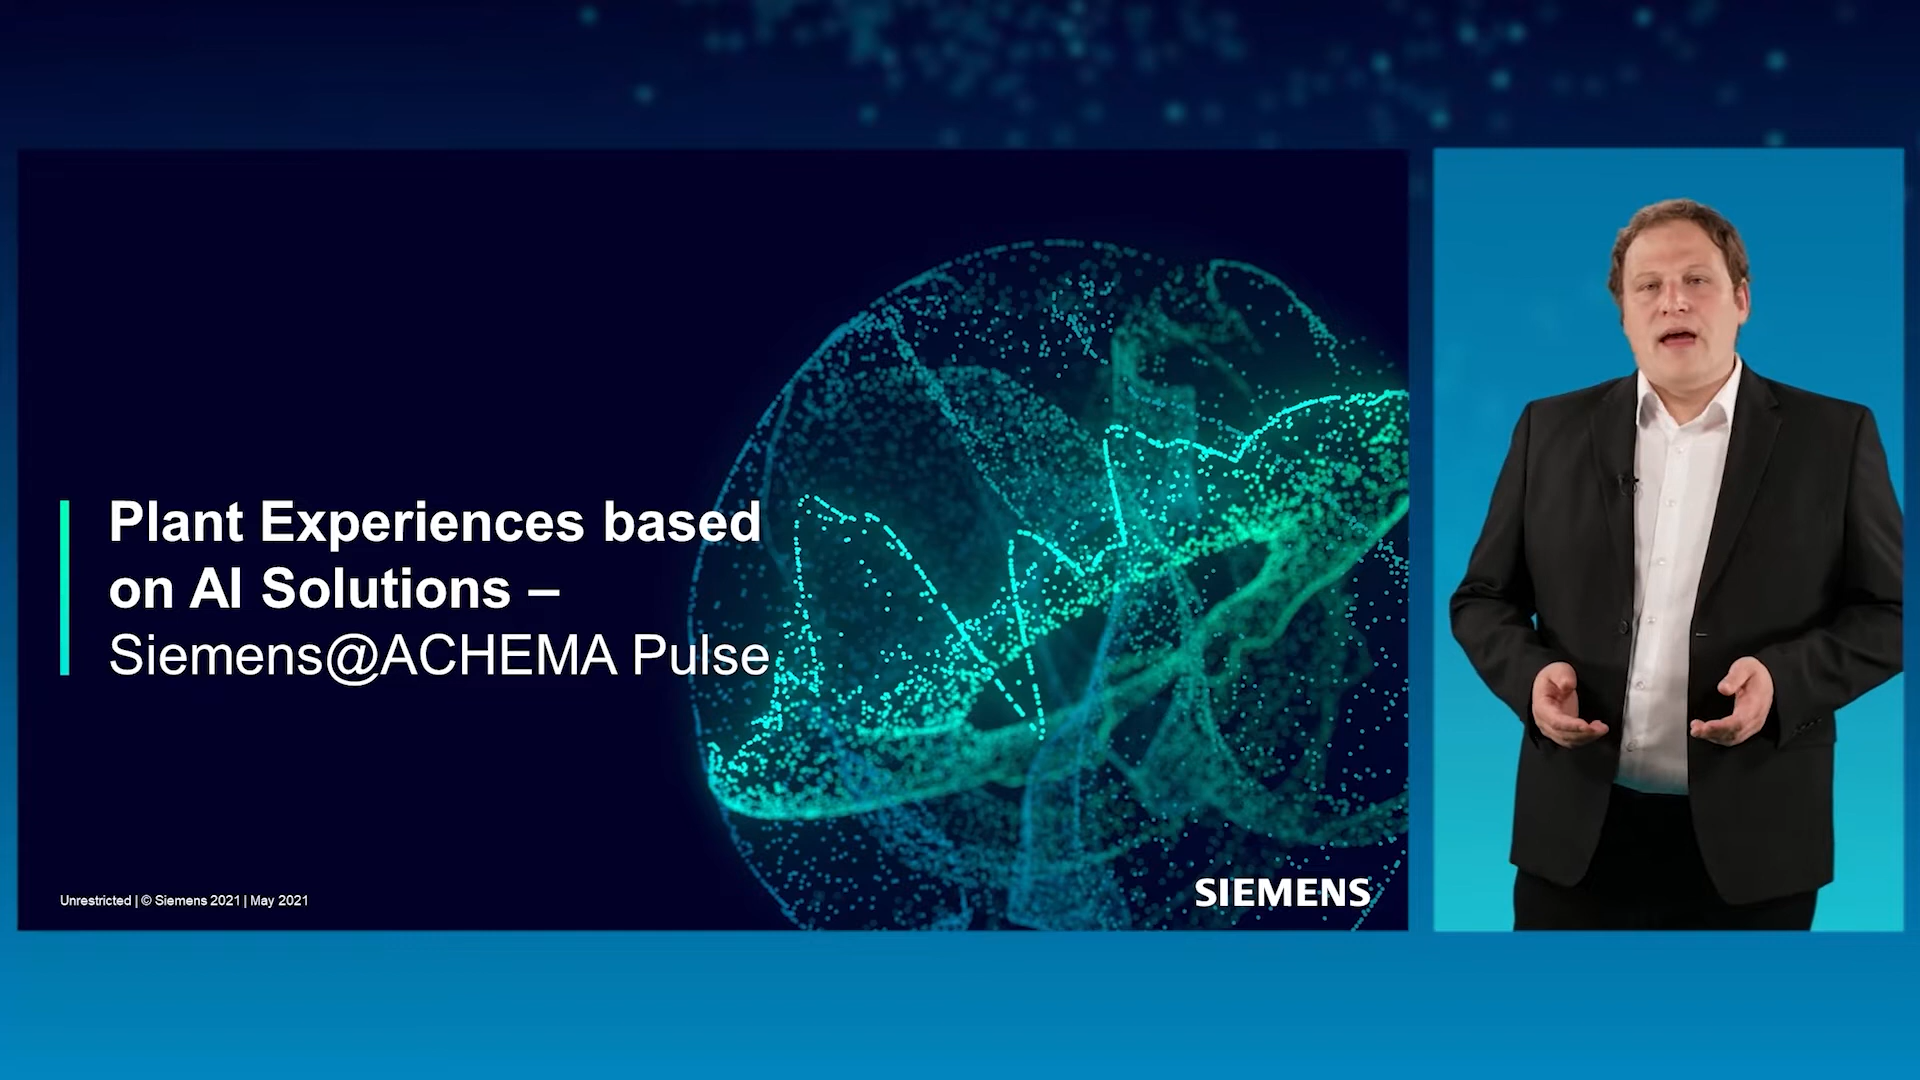 Plant Experiences based
on AI Solutions –
Siemens@ACHEMA Pulse
Unrestricted | © Siemens 2021 | May 2021
SIEMENS